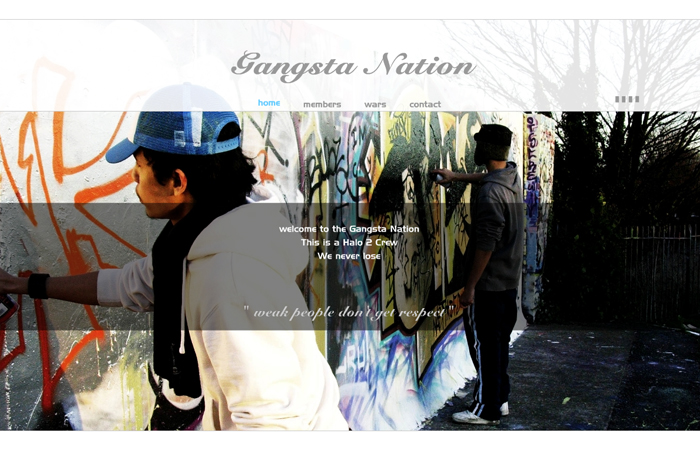 Gangsta Nation
home members wars contact
welcome to the Gangsta Nation
This is a Halo 2 Crew
We never lose
" weak people don't get respect "